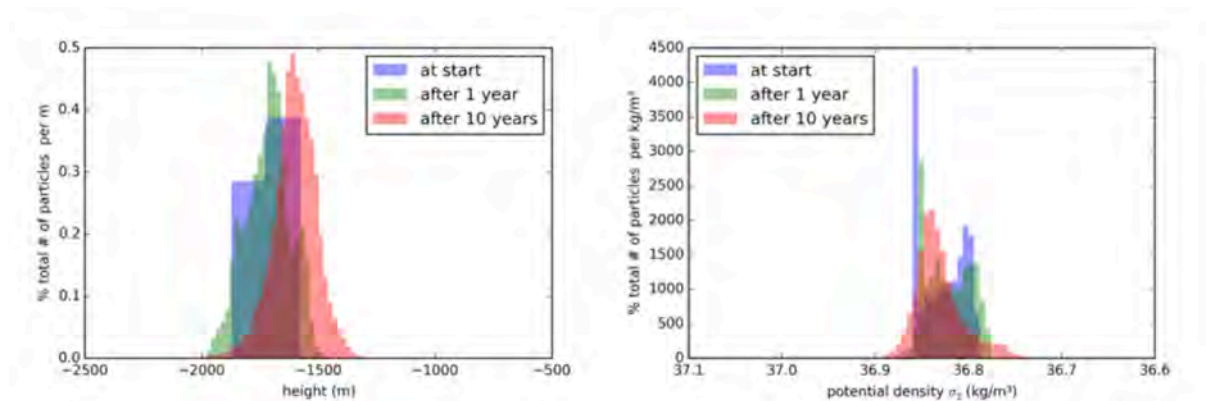 0.5
0.4
0.3
0.2
0.1
0.0
% total # of particles per m
at start
after 1 year
after 10 years
−2500 −2000 −1500 −1000 −500
height (m)
4500
4000
3500
3000
2500
2000
1500
1000
500
0
% total # of particles per kg/m³
at start
after 1 year
after 10 years
37.1 37.0 36.9 36.8 36.7 36.6
potential density σ₂ (kg/m³)